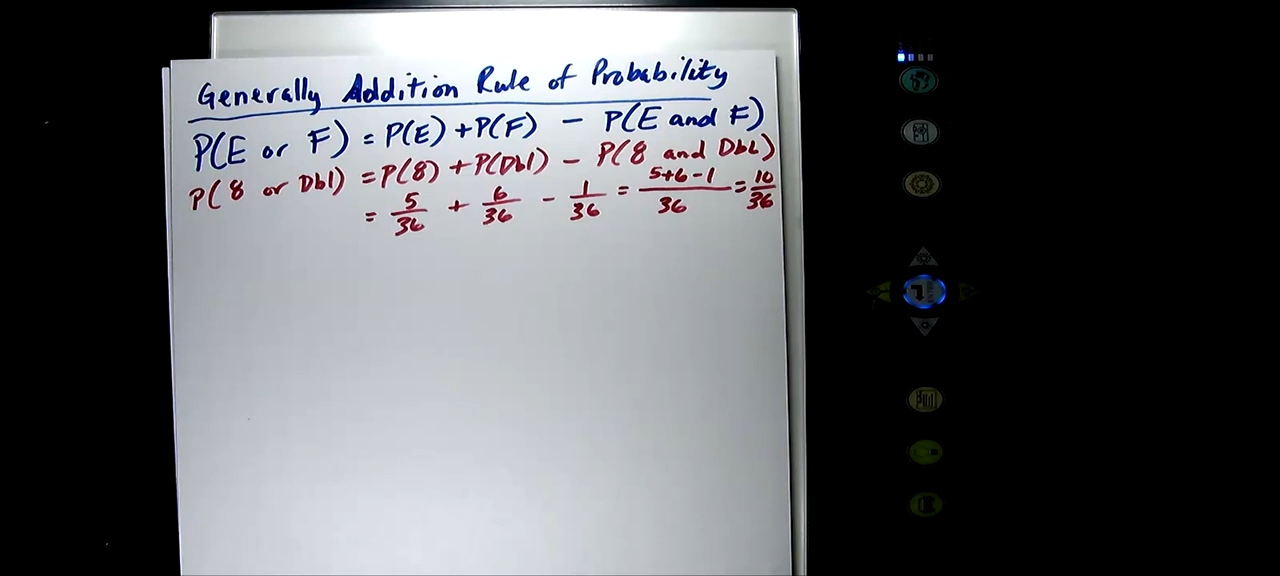 Generally Addition Rule of Probability
P(E or F) = P(E) + P(F) - P(E and F)
P(8 or Dbl) = P(8) + P(Dbl) - P(8 and Dbl)
= 5/36 + 6/36 - 1/36 = 5+6-1/36 = 10/36